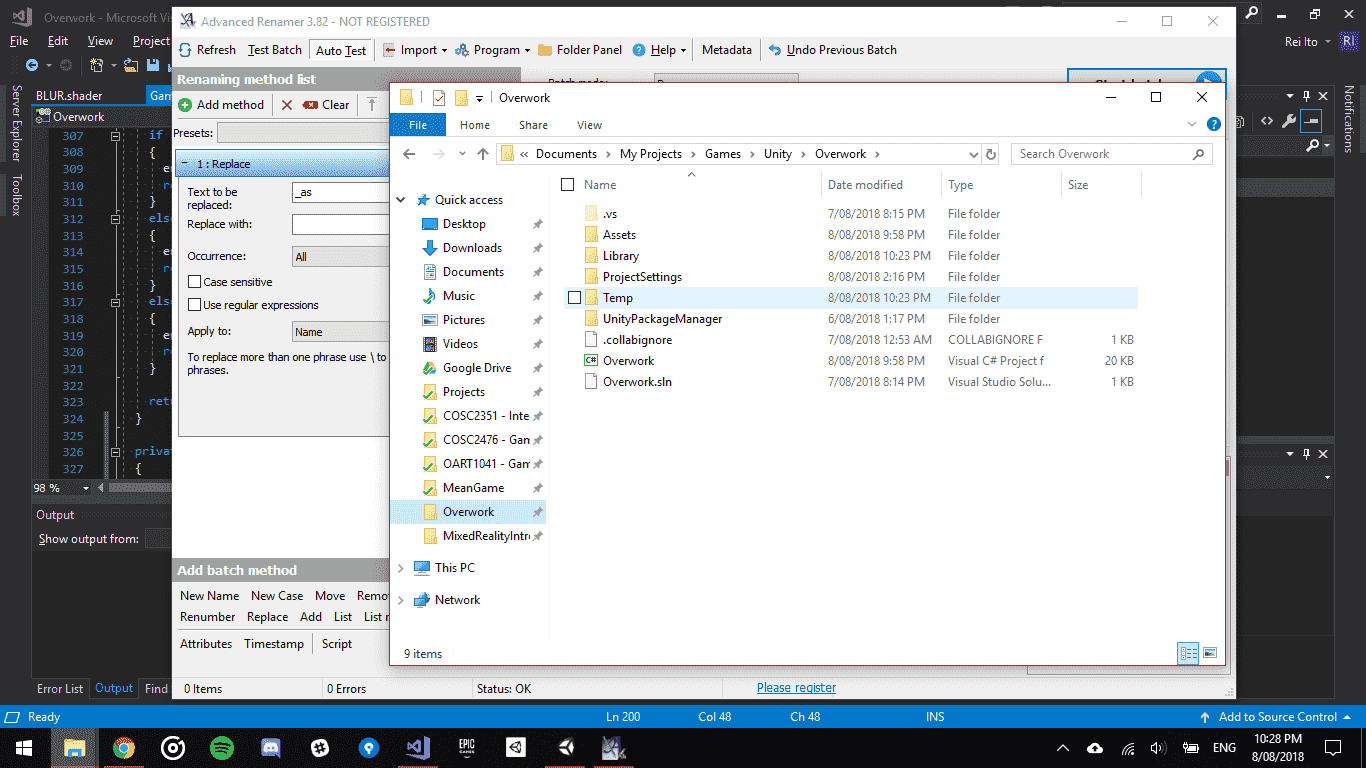 Overwork - Microsoft Vis
File Edit View Project
Rei Ito RI
BLUR.shader Gam
Overwork
Server Explorer
Toolbox
Notifications
307 if
308 {
309
310
311 }
312 else
313 {
314
315
316 }
317 else
318 {
319
320
321 }
322
323 retu
324 }
325
326 privat
327 {
98 %
Output
Show output from:
Error List Output Find
Ready Ln 200 Col 48 Ch 48 INS Add to Source Control
Advanced Renamer 3.82 - NOT REGISTERED
Refresh Test Batch Auto Test Import Program Folder Panel Help Metadata Undo Previous Batch
Renaming method list
Add method Clear
Presets:
1 : Replace
Text to be replaced: _as
Replace with:
Occurrence: All
Case sensitive
Use regular expressions
Apply to: Name
To replace more than one phrase use \ to
phrases.
Add batch method
New Name New Case Move Remo
Renumber Replace Add List List r
Attributes Timestamp Script
0 Items 0 Errors Status: OK Please register
Overwork
File Home Share View
« Documents My Projects Games Unity Overwork Search Overwork
Quick access
Desktop
Downloads
Documents
Music
Pictures
Videos
Google Drive
Projects
COSC2351 - Inte
COSC2476 - Gam
OART1041 - Gam
MeanGame
Overwork
MixedRealityIntr
This PC
Network
Name Date modified Type Size
.vs 7/08/2018 8:15 PM File folder
Assets 8/08/2018 9:58 PM File folder
Library 8/08/2018 10:23 PM File folder
ProjectSettings 8/08/2018 2:16 PM File folder
Temp 8/08/2018 10:23 PM File folder
UnityPackageManager 6/08/2018 1:17 PM File folder
.collabignore 7/08/2018 12:53 AM COLLABIGNORE F 1 KB
Overwork 8/08/2018 9:58 PM Visual C# Project f 20 KB
Overwork.sln 7/08/2018 8:14 PM Visual Studio Solu... 1 KB
9 items
EPIC GAMES
ENG
10:28 PM
8/08/2018